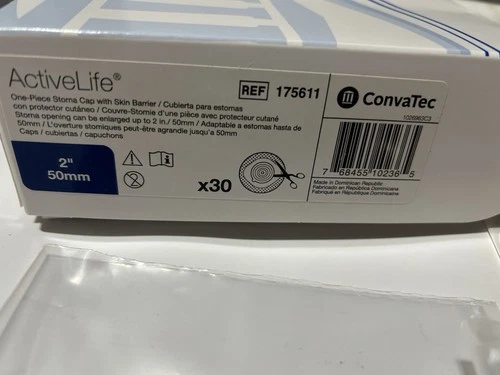 ActiveLife®
One-Piece Stoma Cap with Skin Barrier / Cubierta para estomas
con protector cutáneo / Couvre-Stomie d'une pièce avec protecteur cutané
Stoma opening can be enlarged up to 2 in./ 50mm / Adaptable a estomas hasta de
50mm / L'overture stomiques peut-être agrandie jusqu'a 50mm
Caps / cubiertas / capuchons
2"
50mm
x30
REF 175611
ConvaTec
7 68455 10236 5
Made in Dominican Republic
Fabricado en República Dominicana
Fabriqué en République Dominicaine